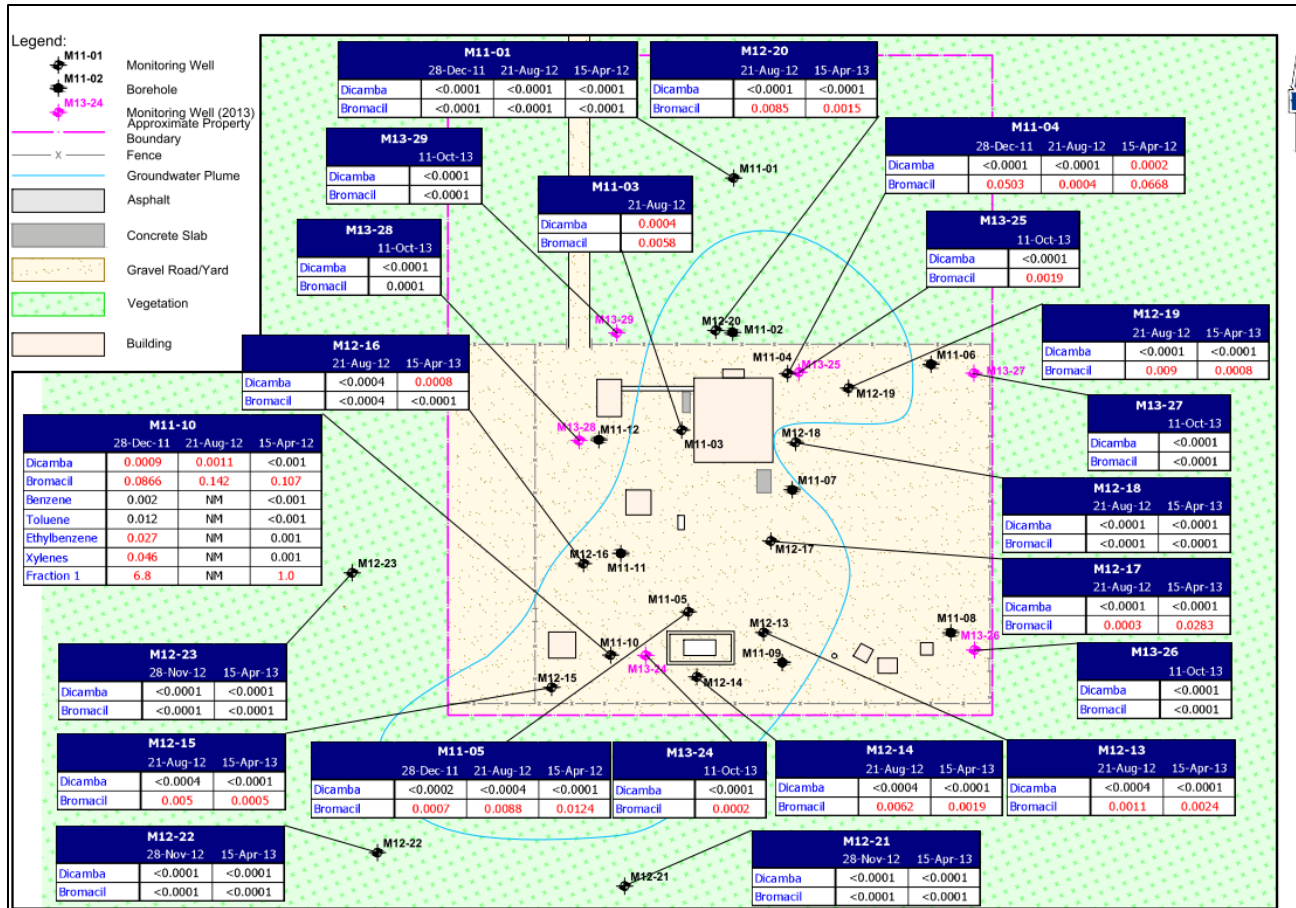 Legend:
M11-01
Monitoring Well
M11-02
Borehole
M13-24
Monitoring Well (2013)
Approximate Property
Boundary
x
Fence
Groundwater Plume
Asphalt
Concrete Slab
Gravel Road/Yard
Vegetation
Building
M11-01
28-Dec-11 21-Aug-12 15-Apr-12
Dicamba <0.0001 <0.0001 <0.0001
Bromacil <0.0001 <0.0001 <0.0001
M12-20
21-Aug-12 15-Apr-13
Dicamba <0.0001 <0.0001
Bromacil 0.0085 0.0015
M11-04
28-Dec-11 21-Aug-12 15-Apr-12
Dicamba <0.0001 <0.0001 0.0002
Bromacil 0.0503 0.0004 0.0668
M13-29
11-Oct-13
Dicamba <0.0001
Bromacil <0.0001
M11-03
21-Aug-12
Dicamba 0.0004
Bromacil 0.0058
M13-25
11-Oct-13
Dicamba <0.0001
Bromacil 0.0019
M13-28
11-Oct-13
Dicamba <0.0001
Bromacil 0.0001
M12-19
21-Aug-12 15-Apr-13
Dicamba <0.0001 <0.0001
Bromacil 0.009 0.0008
M12-16
21-Aug-12 15-Apr-13
Dicamba <0.0004 0.0008
Bromacil <0.0004 <0.0001
M13-27
11-Oct-13
Dicamba <0.0001
Bromacil <0.0001
M11-10
28-Dec-11 21-Aug-12 15-Apr-12
Dicamba 0.0009 0.0011 <0.001
Bromacil 0.0866 0.142 0.107
Benzene 0.002 NM <0.001
Toluene 0.012 NM <0.001
Ethylbenzene 0.027 NM 0.001
Xylenes 0.046 NM 0.001
Fraction 1 6.8 NM 1.0
M12-18
21-Aug-12 15-Apr-13
Dicamba <0.0001 <0.0001
Bromacil <0.0001 <0.0001
M12-17
21-Aug-12 15-Apr-13
Dicamba <0.0001 <0.0001
Bromacil 0.0003 0.0283
M12-23
28-Nov-12 15-Apr-13
Dicamba <0.0001 <0.0001
Bromacil <0.0001 <0.0001
M13-26
11-Oct-13
Dicamba <0.0001
Bromacil <0.0001
M12-15
21-Aug-12 15-Apr-13
Dicamba <0.0004 <0.0001
Bromacil 0.005 0.0005
M11-05
28-Dec-11 21-Aug-12 15-Apr-12
Dicamba <0.0002 <0.0004 <0.0001
Bromacil 0.0007 0.0088 0.0124
M13-24
11-Oct-13
Dicamba <0.0001
Bromacil 0.0002
M12-14
21-Aug-12 15-Apr-13
Dicamba <0.0004 <0.0001
Bromacil 0.0062 0.0019
M12-13
21-Aug-12 15-Apr-13
Dicamba <0.0004 <0.0001
Bromacil 0.0011 0.0024
M12-22
28-Nov-12 15-Apr-13
Dicamba <0.0001 <0.0001
Bromacil <0.0001 <0.0001
M12-21
28-Nov-12 15-Apr-13
Dicamba <0.0001 <0.0001
Bromacil <0.0001 <0.0001
M11-01
M13-29
M12-20
M11-02
M11-04
M13-25
M11-06
M13-27
M12-19
M13-28
M11-12
M11-03
M12-18
M11-07
M12-17
M12-16
M11-11
M12-23
M11-05
M12-13
M11-08
M13-26
M11-10
M13-24
M11-09
M12-14
M12-15
M12-22
M12-21